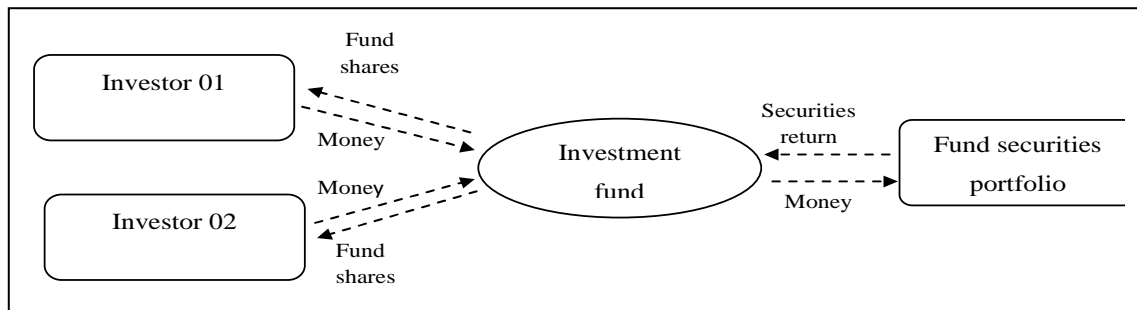 Investor 01
Fund
shares
Money
Money
Investor 02
Fund
shares
Investment
fund
Securities
return
Money
Fund securities
portfolio